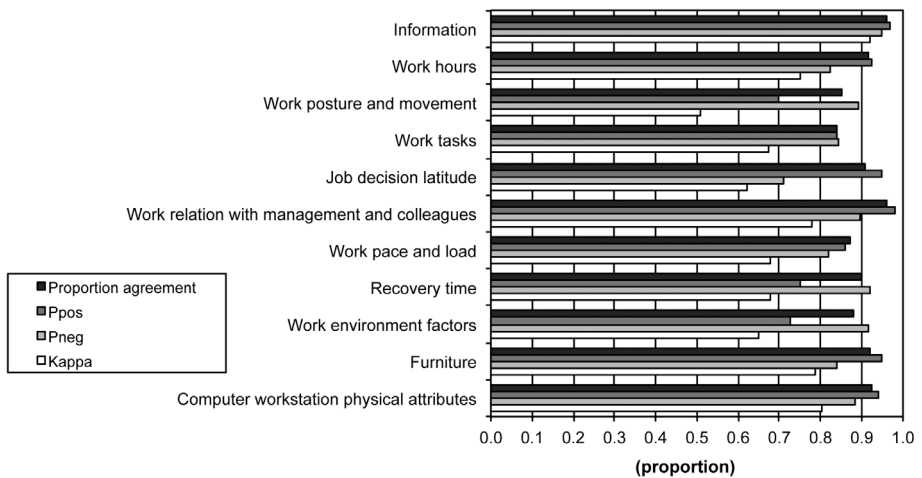 Information
Work hours
Work posture and movement
Work tasks
Job decision latitude
Work relation with management and colleagues
Work pace and load
Recovery time
Work environment factors
Furniture
Computer workstation physical attributes
Proportion agreement
Ppos
Pneg
Kappa
0.0 0.1 0.2 0.3 0.4 0.5 0.6 0.7 0.8 0.9 1.0
(proportion)